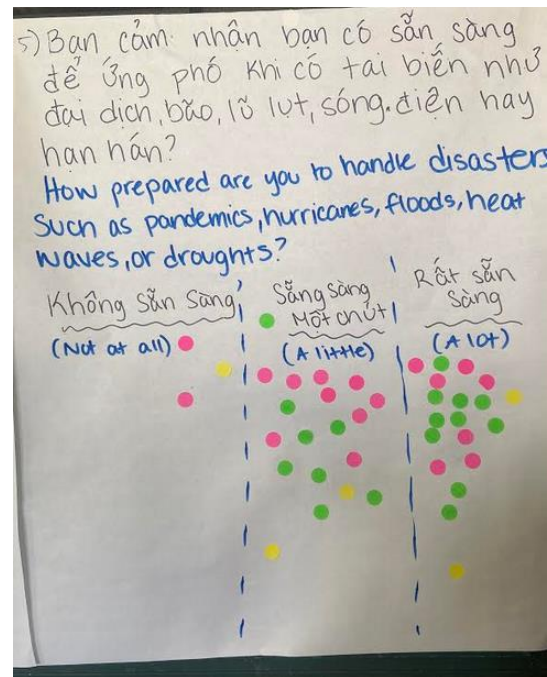 5) Bạn cảm nhận bạn có sẵn sàng
để ứng phó khi có tai biến như
đại dịch, bão, lũ lụt, sóng.điện hay
hạn hán?
How prepared are you to handle disasters
such as pandemics, hurricanes, floods, heat
waves, or droughts?
Không Sẵn Sàng
(Not at all)
Sẵng sàng
Một chút
(A little)
Rất sẵn
sàng
(A lot)